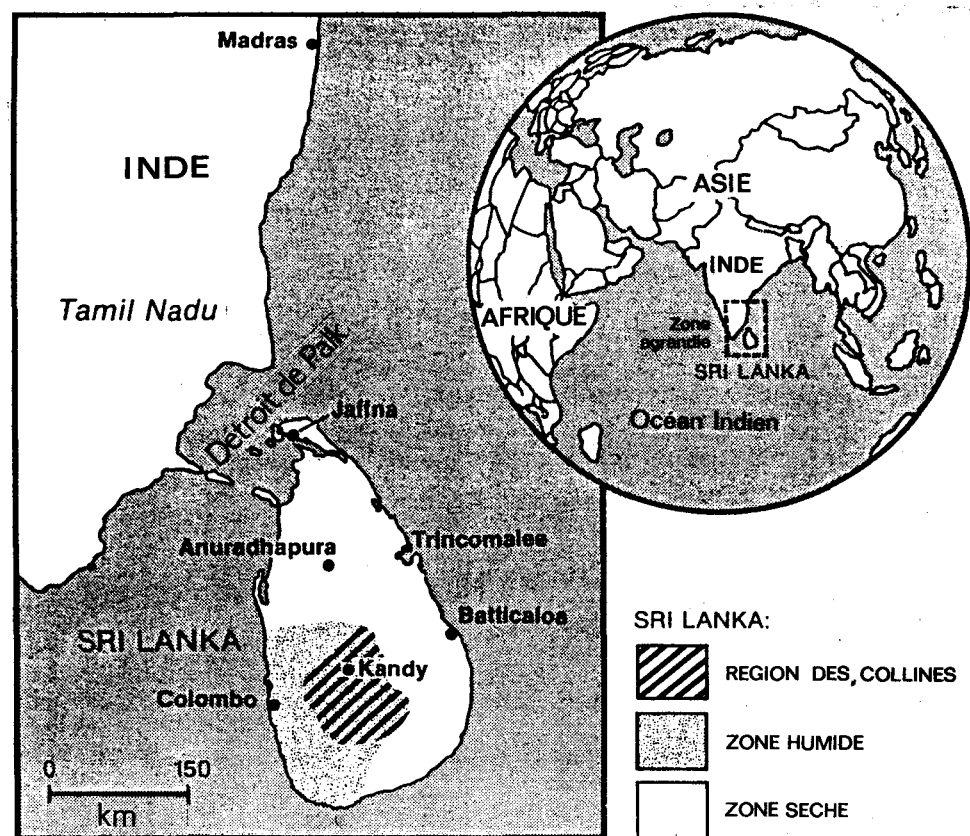 Madras
INDE
Tamil Nadu
Détroit de Palk
Jaffna
Anuradhapura
Trincomalee
Batticaloa
SRI LANKA
Kandy
Colombo
0 150
km
ASIE
INDE
AFRIQUE
Zone
agrandie
SRI LANKA
Océan Indien
SRI LANKA:
REGION DES, COLLINES
ZONE HUMIDE
ZONE SECHE